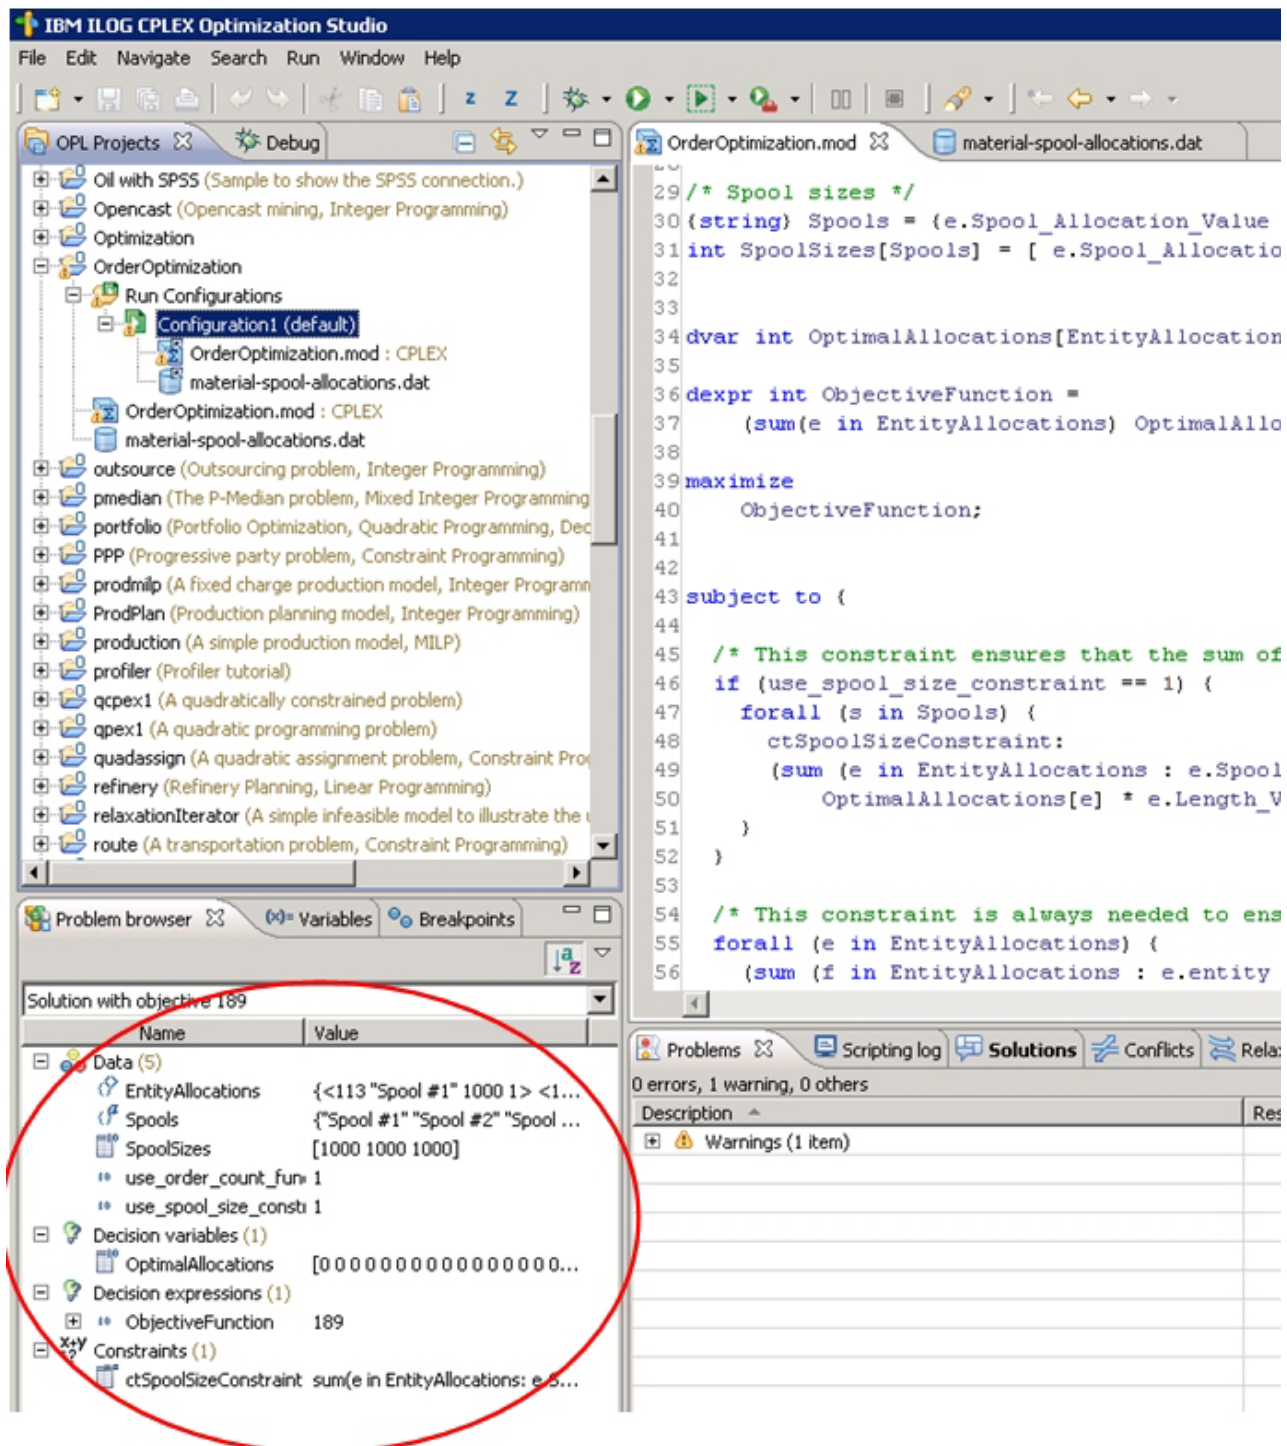 IBM ILOG CPLEX Optimization Studio
File Edit Navigate Search Run Window Help
z Z
OPL Projects Debug
Oil with SPSS (Sample to show the SPSS connection.)
Opencast (Opencast mining, Integer Programming)
Optimization
OrderOptimization
Run Configurations
Configuration1 (default)
OrderOptimization.mod : CPLEX
material-spool-allocations.dat
OrderOptimization.mod : CPLEX
material-spool-allocations.dat
outsource (Outsourcing problem, Integer Programming)
pmedian (The P-Median problem, Mixed Integer Programming
portfolio (Portfolio Optimization, Quadratic Programming, Dec
PPP (Progressive party problem, Constraint Programming)
prodmilp (A fixed charge production model, Integer Programm
ProdPlan (Production planning model, Integer Programming)
production (A simple production model, MILP)
profiler (Profiler tutorial)
qcpex1 (A quadratically constrained problem)
qpex1 (A quadratic programming problem)
quadassign (A quadratic assignment problem, Constraint Pro
refinery (Refinery Planning, Linear Programming)
relaxationIterator (A simple infeasible model to illustrate the
route (A transportation problem, Constraint Programming)
OrderOptimization.mod material-spool-allocations.dat
29 /* Spool sizes */
30 {string} Spools = {e.Spool_Allocation_Value
31 int SpoolSizes[Spools] = [ e.Spool_Allocatio
32
33
34 dvar int OptimalAllocations[EntityAllocation
35
36 dexpr int ObjectiveFunction =
37 (sum(e in EntityAllocations) OptimalAllo
38
39 maximize
40 ObjectiveFunction;
41
42
43 subject to {
44
45 /* This constraint ensures that the sum of
46 if (use_spool_size_constraint == 1) {
47 forall (s in Spools) {
48 ctSpoolSizeConstraint:
49 (sum (e in EntityAllocations : e.Spool
50 OptimalAllocations[e] * e.Length_V
51 }
52 }
53
54 /* This constraint is always needed to ens
55 forall (e in EntityAllocations) {
56 (sum (f in EntityAllocations : e.entity
Problem browser (x)= Variables Breakpoints
Solution with objective 189
Name Value
Data (5)
EntityAllocations {<113 "Spool #1" 1000 1> <1...
Spools {"Spool #1" "Spool #2" "Spool ...
SpoolSizes [1000 1000 1000]
use_order_count_fun 1
use_spool_size_consti 1
Decision variables (1)
OptimalAllocations [0 0 0 0 0 0 0 0 0 0 0 0 0 0 0 0...
Decision expressions (1)
ObjectiveFunction 189
Constraints (1)
ctSpoolSizeConstraint sum(e in EntityAllocations: e.S...
Problems Scripting log Solutions Conflicts Relax
0 errors, 1 warning, 0 others
Description Res
Warnings (1 item)